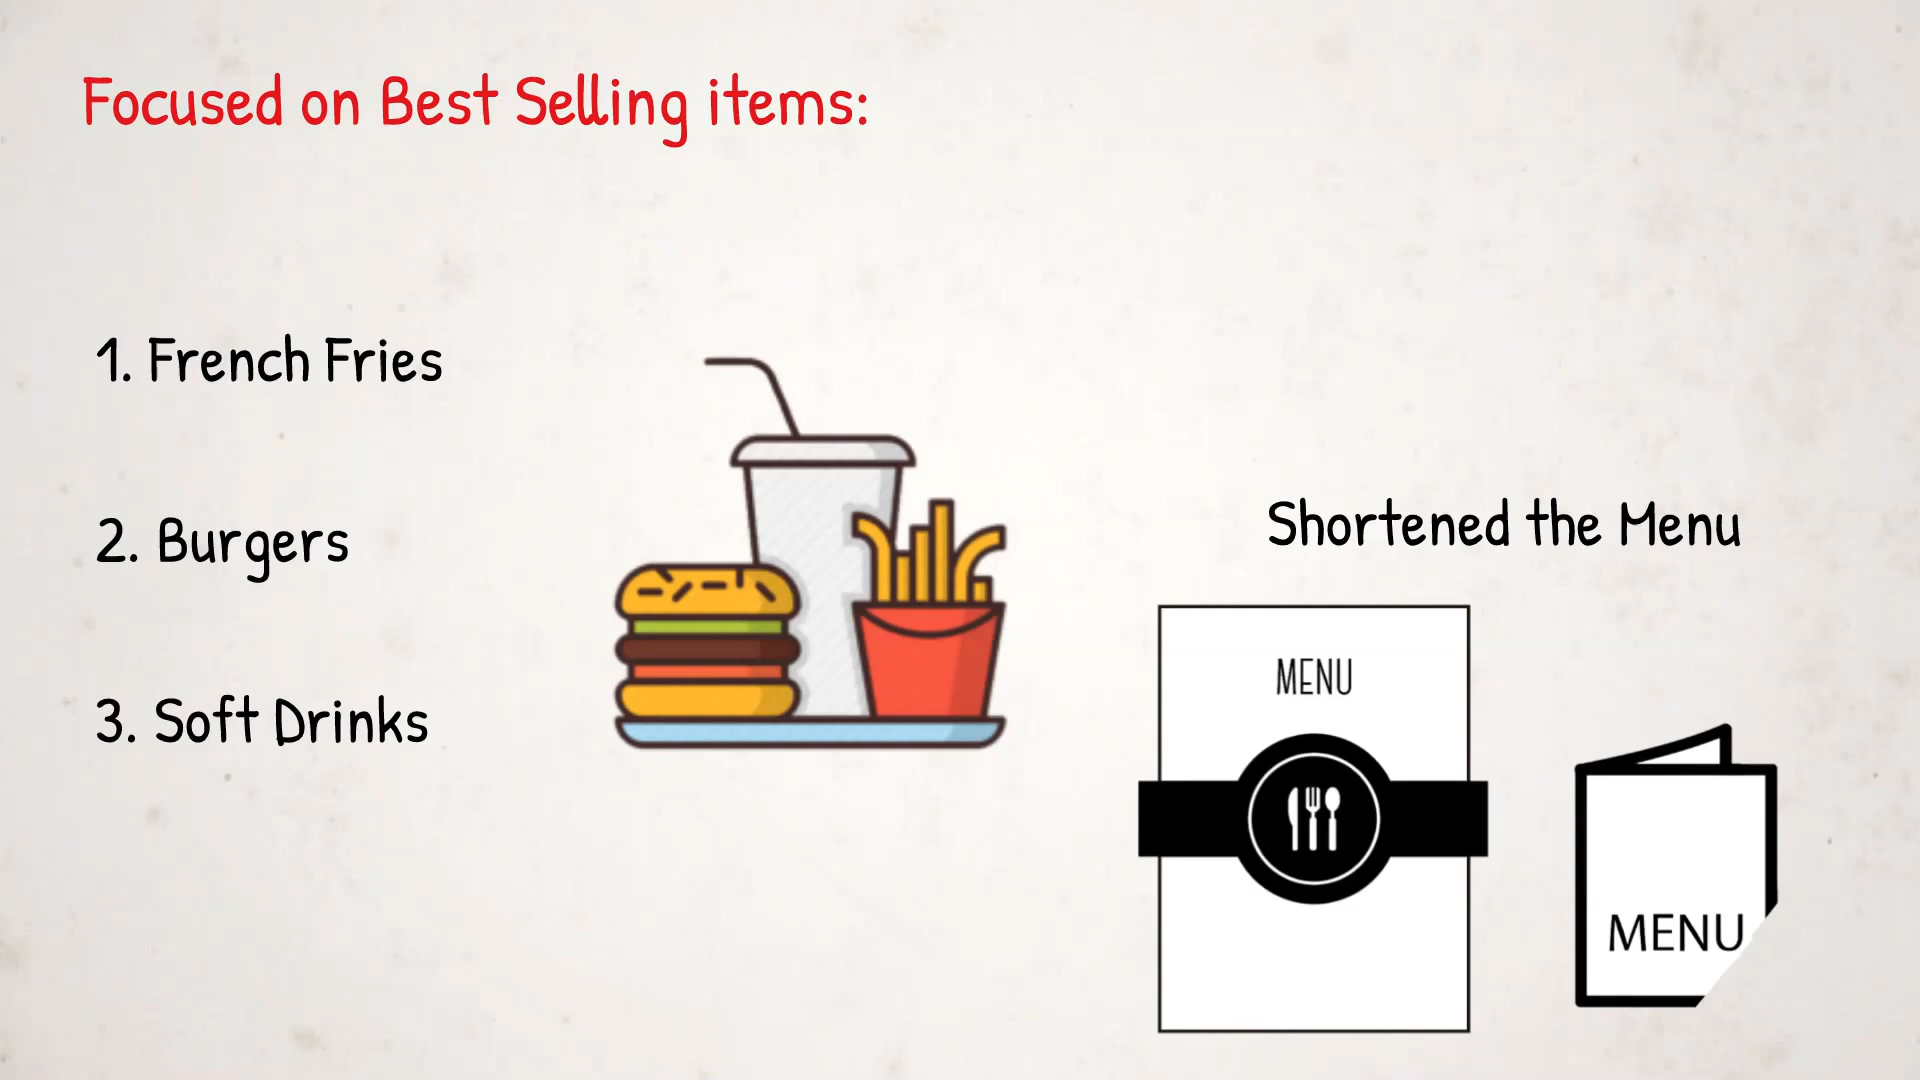 Focused on Best Selling items:
1. French Fries
2. Burgers
3. Soft Drinks
Shortened the Menu
MENU
MENU